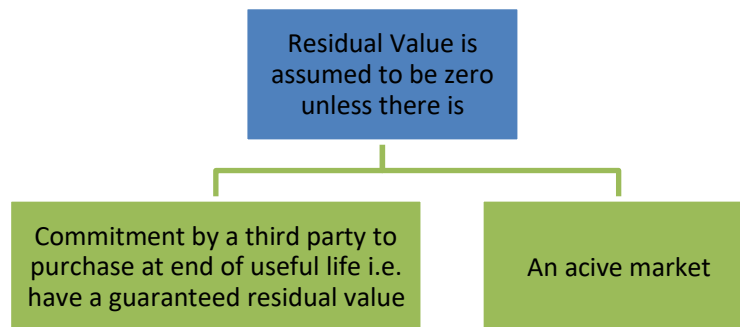 Residual Value is
assumed to be zero
unless there is
Commitment by a third party to
purchase at end of useful life i.e.
have a guaranteed residual value
An acive market